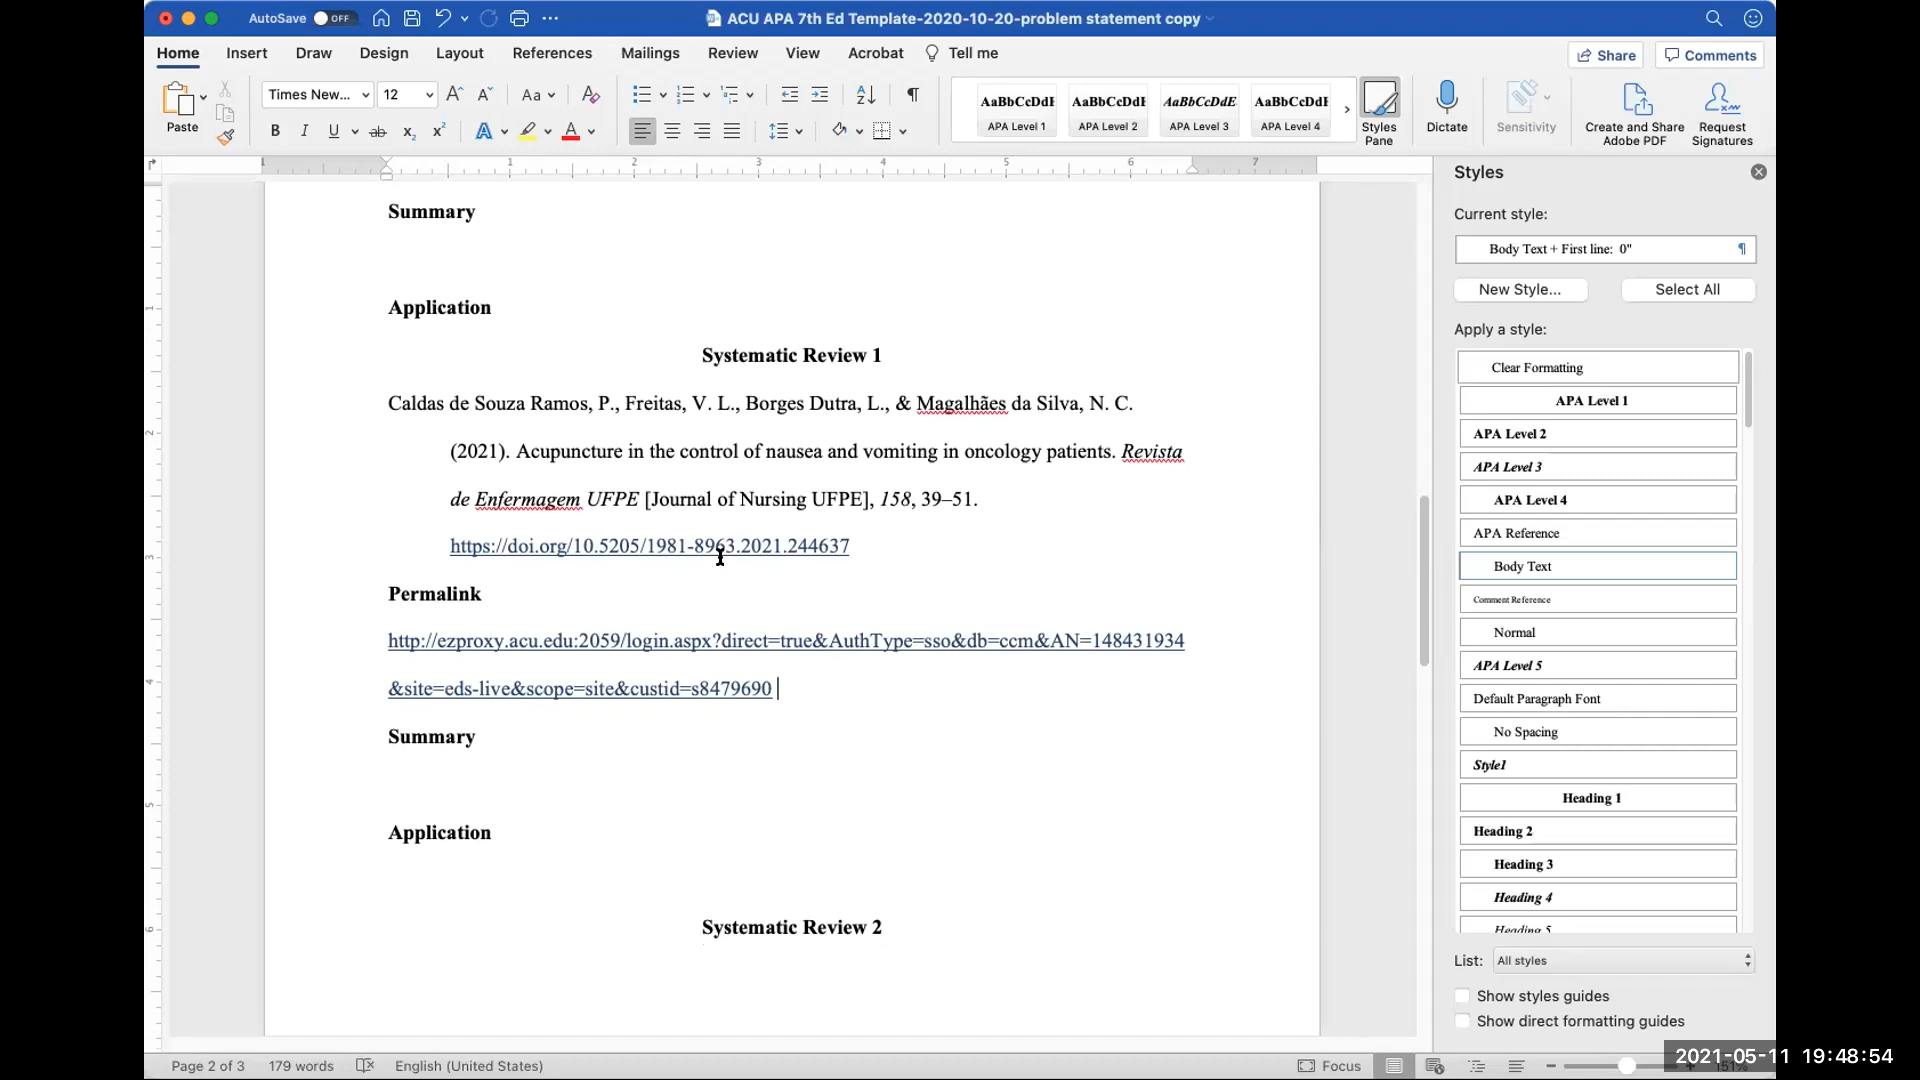 AutoSave OFF
ACU APA 7th Ed Template-2020-10-20-problem statement copy
Home Insert Draw Design Layout References Mailings Review View Acrobat Tell me
Share Comments
Paste
Times New... 12
APA Level 1 APA Level 2 APA Level 3 APA Level 4
AaBbCcDdE AaBbCcDdE AaBbCcDdE AaBbCcDdE
Styles Pane
Dictate
Sensitivity
Create and Share Adobe PDF
Request Signatures
1 1 2 3 4 5 6 7
Summary
Application
Systematic Review 1
Caldas de Souza Ramos, P., Freitas, V. L., Borges Dutra, L., & Magalhães da Silva, N. C.
(2021). Acupuncture in the control of nausea and vomiting in oncology patients. Revista
de Enfermagem UFPE [Journal of Nursing UFPE], 158, 39–51.
https://doi.org/10.5205/1981-8963.2021.244637
Permalink
http://ezproxy.acu.edu:2059/login.aspx?direct=true&AuthType=sso&db=ccm&AN=148431934
&site=eds-live&scope=site&custid=s8479690
Summary
Application
Systematic Review 2
Styles
Current style:
Body Text + First line: 0"
New Style... Select All
Apply a style:
Clear Formatting
APA Level 1
APA Level 2
APA Level 3
APA Level 4
APA Reference
Body Text
Comment Reference
Normal
APA Level 5
Default Paragraph Font
No Spacing
Style1
Heading 1
Heading 2
Heading 3
Heading 4
Heading 5
List: All styles
Show styles guides
Show direct formatting guides
Page 2 of 3 179 words English (United States) Focus
2021-05-11 19:48:54